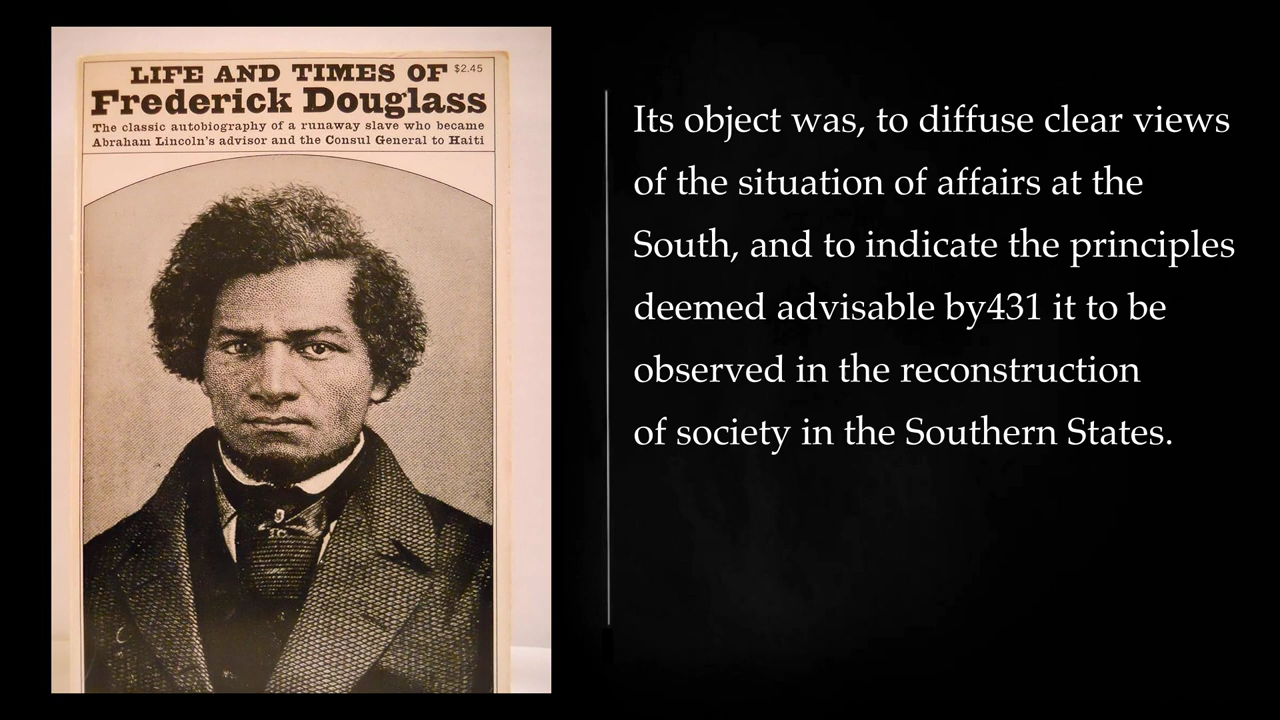 LIFE AND TIMES OF $2.45
Frederick Douglass
The classic autobiography of a runaway slave who became
Abraham Lincoln's advisor and the Consul General to Haiti
Its object was, to diffuse clear views
of the situation of affairs at the
South, and to indicate the principles
deemed advisable by431 it to be
observed in the reconstruction
of society in the Southern States.